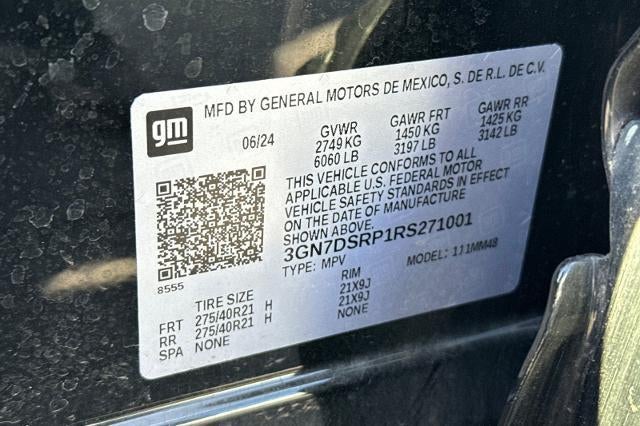 gm
MFD BY GENERAL MOTORS DE MEXICO, S. DE R.L. DE C.V.
06/24 GVWR GAWR FRT GAWR RR
2749 KG 1450 KG 1425 KG
6060 LB 3197 LB 3142 LB
THIS VEHICLE CONFORMS TO ALL
APPLICABLE U.S. FEDERAL MOTOR
VEHICLE SAFETY STANDARDS IN EFFECT
ON THE DATE OF MANUFACTURE
SHOWN ABOVE.
3GN7DSRP1RS271001
TYPE: MPV MODEL: 1J1MM48
8555
TIRE SIZE RIM
FRT 275/40R21 H 21X9J
RR 275/40R21 H 21X9J
SPA NONE NONE